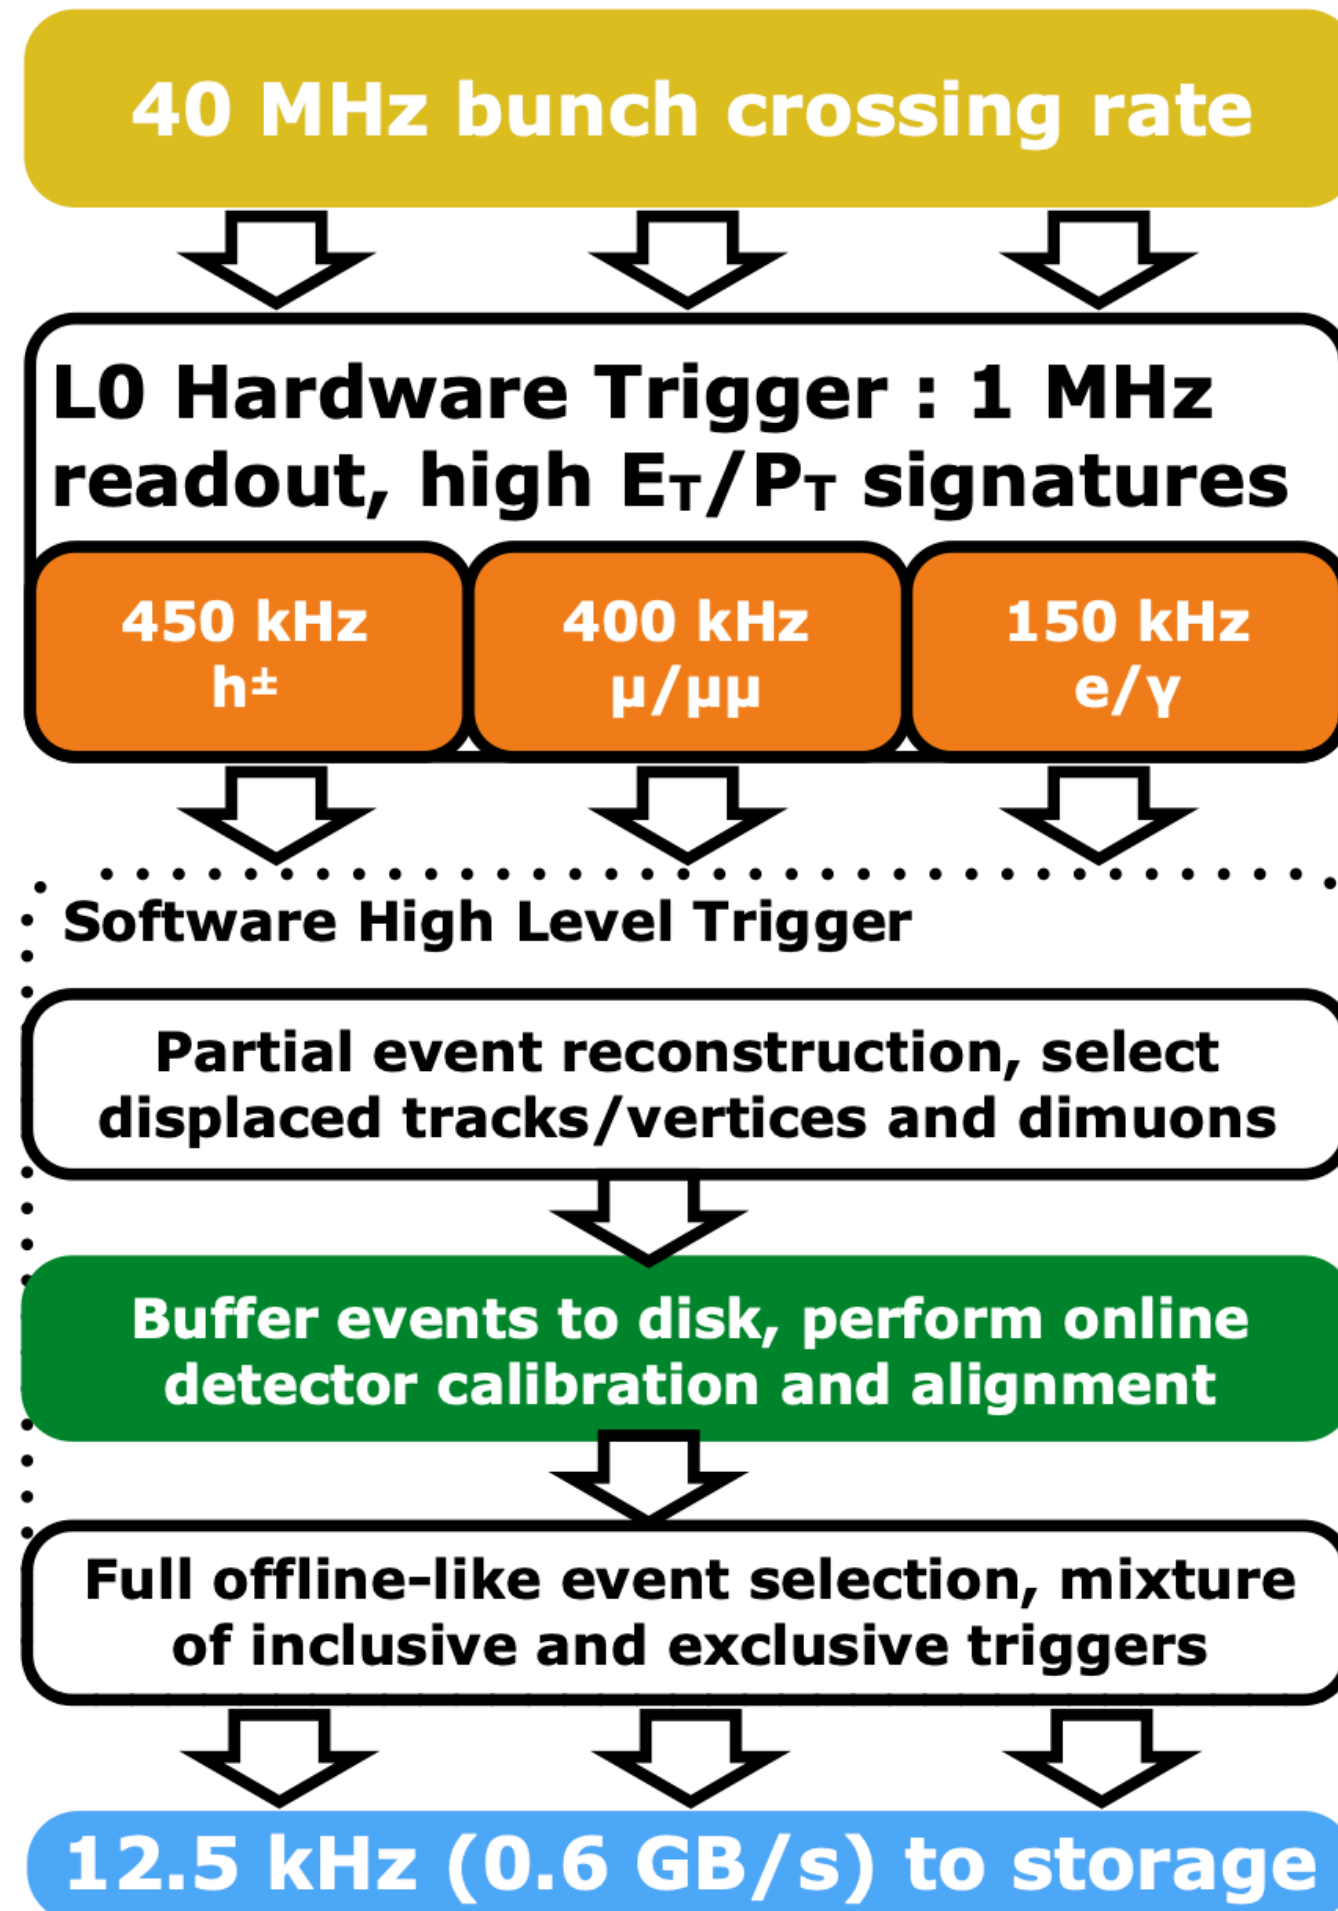 40 MHz bunch crossing rate
L0 Hardware Trigger : 1 MHz
readout, high E_T/P_T signatures
450 kHz
h±
400 kHz
μ/μμ
150 kHz
e/γ
Software High Level Trigger
Partial event reconstruction, select
displaced tracks/vertices and dimuons
Buffer events to disk, perform online
detector calibration and alignment
Full offline-like event selection, mixture
of inclusive and exclusive triggers
12.5 kHz (0.6 GB/s) to storage